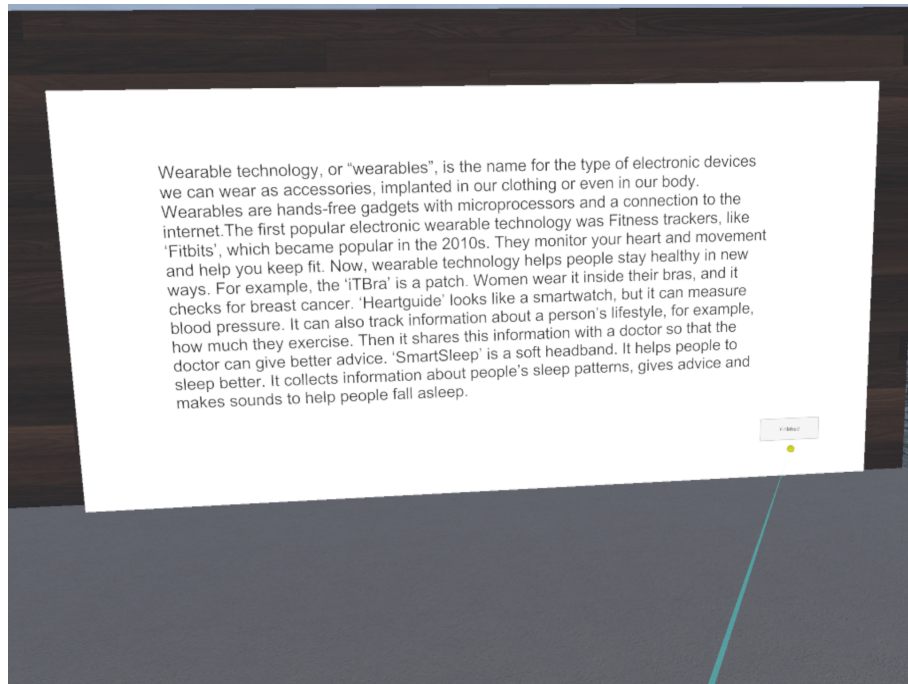 Wearable technology, or “wearables”, is the name for the type of electronic devices
we can wear as accessories, implanted in our clothing or even in our body.
Wearables are hands-free gadgets with microprocessors and a connection to the
internet.The first popular electronic wearable technology was Fitness trackers, like
‘Fitbits’, which became popular in the 2010s. They monitor your heart and movement
and help you keep fit. Now, wearable technology helps people stay healthy in new
ways. For example, the ‘iTBra’ is a patch. Women wear it inside their bras, and it
checks for breast cancer. ‘Heartguide’ looks like a smartwatch, but it can measure
blood pressure. It can also track information about a person’s lifestyle, for example,
how much they exercise. Then it shares this information with a doctor so that the
doctor can give better advice. ‘SmartSleep’ is a soft headband. It helps people to
sleep better. It collects information about people’s sleep patterns, gives advice and
makes sounds to help people fall asleep.